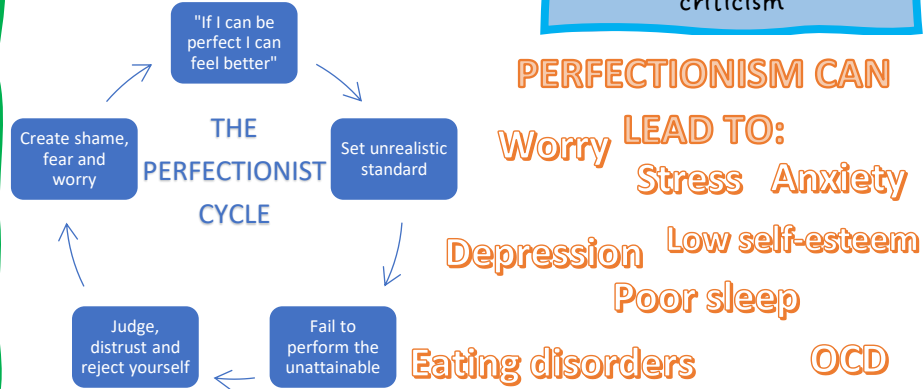 criticism
"If I can be
perfect I can
feel better"
Set unrealistic
standard
Fail to
perform the
unattainable
Judge,
distrust and
reject yourself
Create shame,
fear and
worry
THE
PERFECTIONIST
CYCLE
PERFECTIONISM CAN
LEAD TO:
Worry
Stress Anxiety
Depression Low self-esteem
Poor sleep
Eating disorders OCD